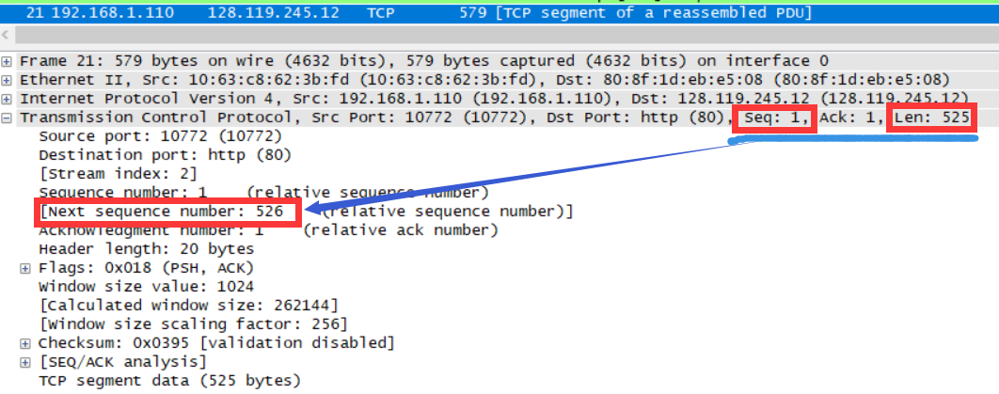 21 192.168.1.110 128.119.245.12 TCP 579 [TCP segment of a reassembled PDU]
Frame 21: 579 bytes on wire (4632 bits), 579 bytes captured (4632 bits) on interface 0
Ethernet II, Src: 10:63:c8:62:3b:fd (10:63:c8:62:3b:fd), Dst: 80:8f:1d:eb:e5:08 (80:8f:1d:eb:e5:08)
Internet Protocol Version 4, Src: 192.168.1.110 (192.168.1.110), Dst: 128.119.245.12 (128.119.245.12)
Transmission Control Protocol, Src Port: 10772 (10772), Dst Port: http (80), Seq: 1, Ack: 1, Len: 525
Source port: 10772 (10772)
Destination port: http (80)
[Stream index: 2]
Sequence number: 1 (relative sequence number)
[Next sequence number: 526 (relative sequence number)]
Acknowledgment number: 1 (relative ack number)
Header length: 20 bytes
Flags: 0x018 (PSH, ACK)
Window size value: 1024
[Calculated window size: 262144]
[Window size scaling factor: 256]
Checksum: 0x0395 [validation disabled]
[SEQ/ACK analysis]
TCP segment data (525 bytes)